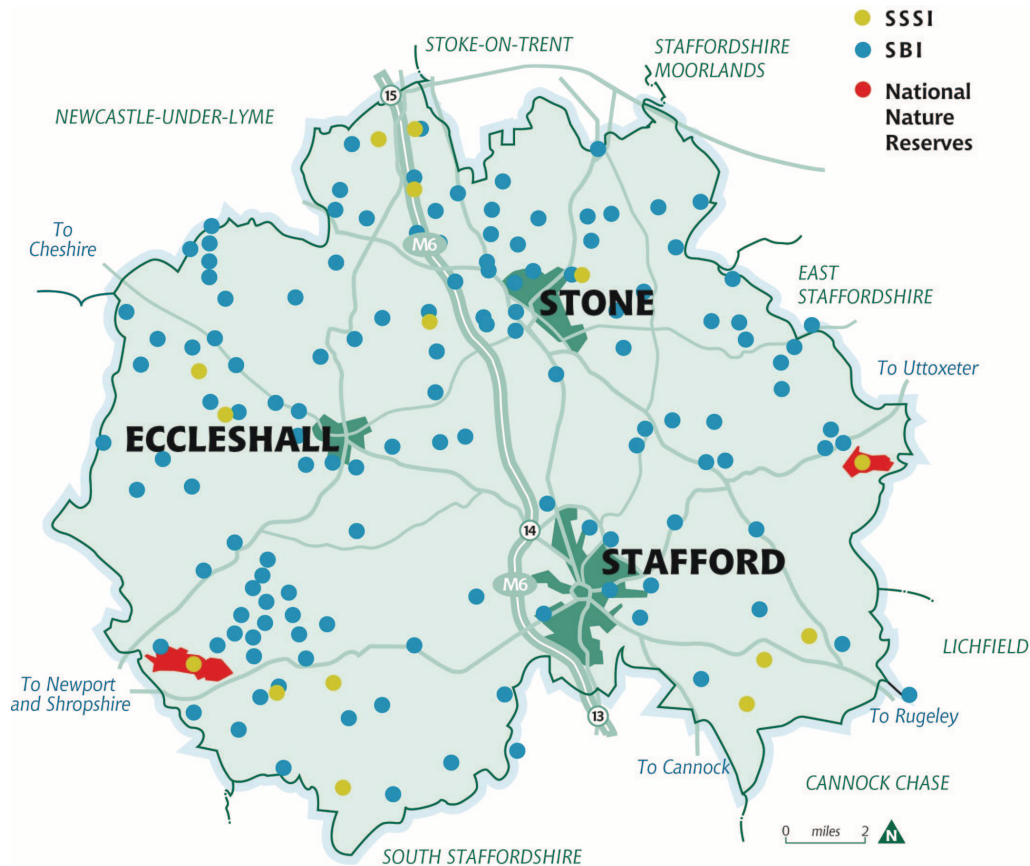 SSSI
SBI
National
Nature
Reserves
STOKE-ON-TRENT
STAFFORDSHIRE
MOORLANDS
NEWCASTLE-UNDER-LYME
15
To
Cheshire
M6
EAST
STAFFORDSHIRE
STONE
To Uttoxeter
ECCLESHALL
14
STAFFORD
M6
LICHFIELD
To Newport
and Shropshire
13
To Rugeley
To Cannock
CANNOCK CHASE
0 miles 2
N
SOUTH STAFFORDSHIRE